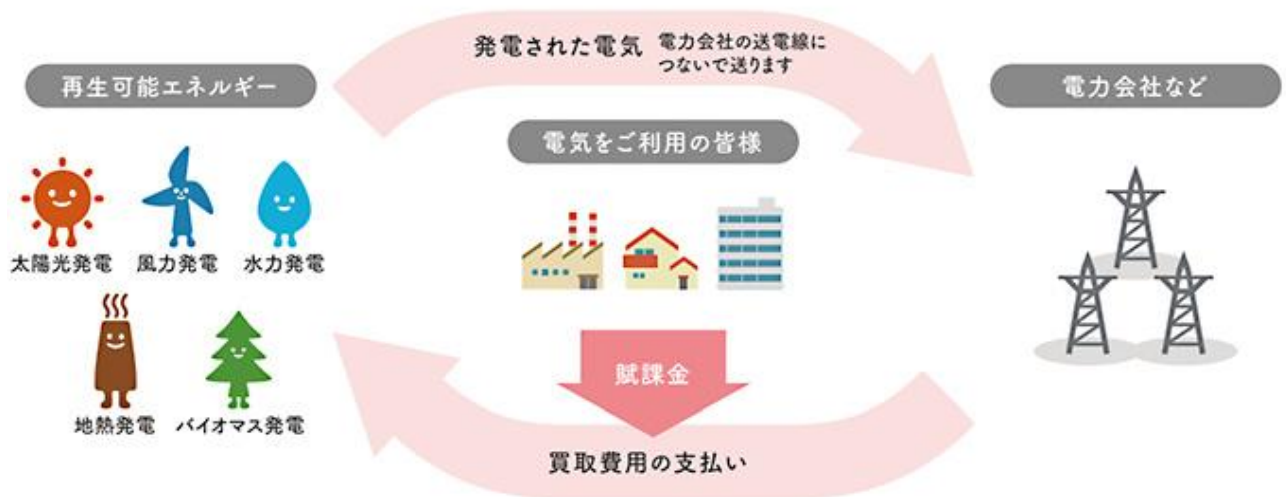 発電された電気
電力会社の送電線に
つないで送ります
再生可能エネルギー
電力会社など
電気をご利用の皆様
太陽光発電
風力発電
水力発電
地熱発電
バイオマス発電
賦課金
買取費用の支払い